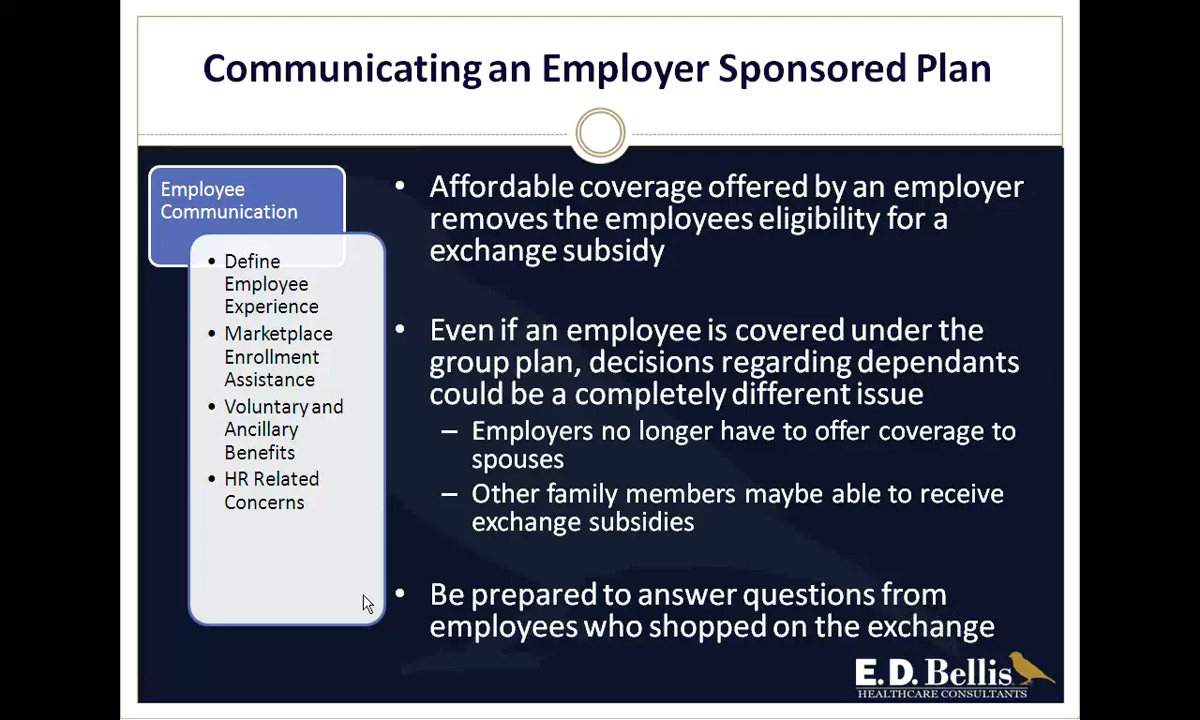 Communicating an Employer Sponsored Plan
Employee
Communication
• Define
Employee
Experience
• Marketplace
Enrollment
Assistance
• Voluntary and
Ancillary
Benefits
• HR Related
Concerns
• Affordable coverage offered by an employer
removes the employees eligibility for a
exchange subsidy
• Even if an employee is covered under the
group plan, decisions regarding dependants
could be a completely different issue
– Employers no longer have to offer coverage to
spouses
– Other family members maybe able to receive
exchange subsidies
• Be prepared to answer questions from
employees who shopped on the exchange
E.D. Bellis
HEALTHCARE CONSULTANTS